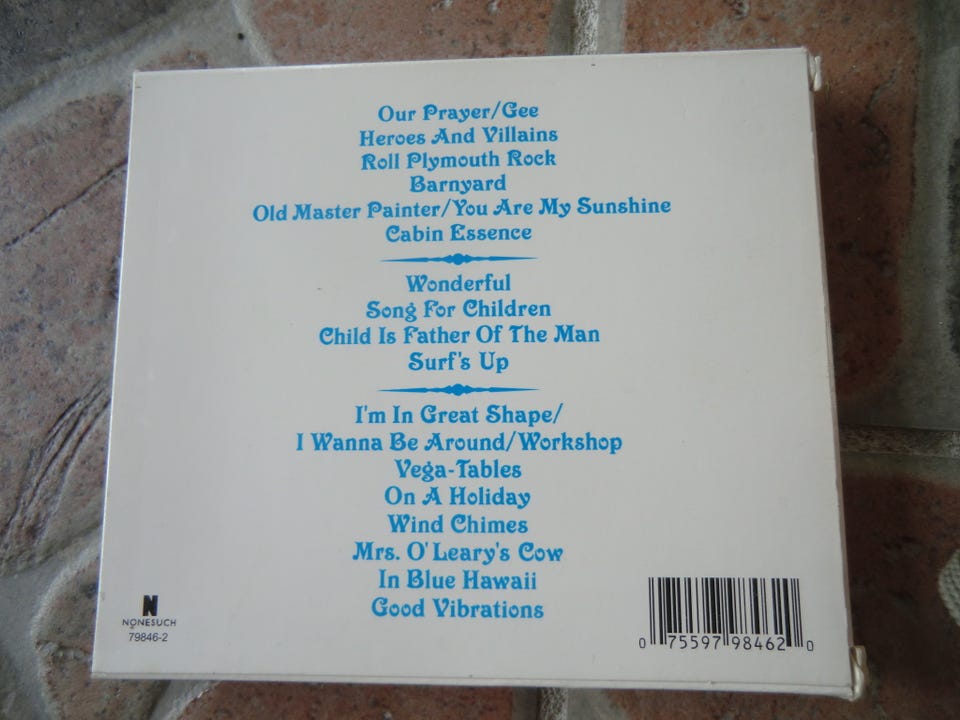 Our Prayer/Gee
Heroes And Villains
Roll Plymouth Rock
Barnyard
Old Master Painter/You Are My Sunshine
Cabin Essence
Wonderful
Song For Children
Child Is Father Of The Man
Surf's Up
I'm In Great Shape/
I Wanna Be Around/Workshop
Vega-Tables
On A Holiday
Wind Chimes
Mrs. O'Leary's Cow
In Blue Hawaii
Good Vibrations
N
NONESUCH
79846-2
0 75597 98462 0